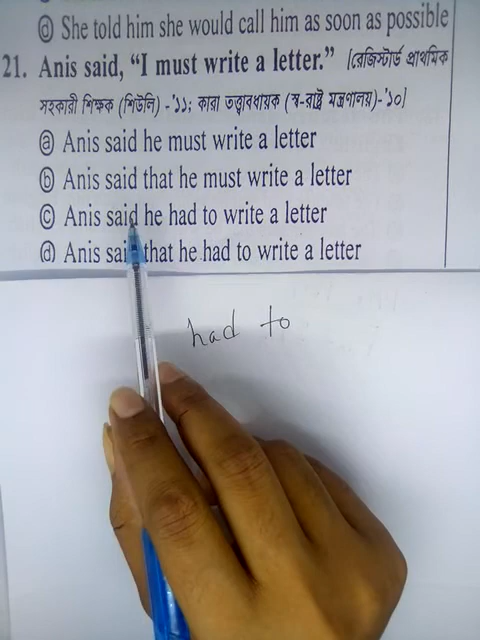 ⓓ She told him she would call him as soon as possible
21. Anis said, “I must write a letter.” [রেজিস্টার্ড প্রাথমিক
সহকারী শিক্ষক (শিউলি) -'১১; কারা তত্ত্বাবধায়ক (স্ব-রাষ্ট্র মন্ত্রণালয়)-'১০]
ⓐ Anis said he must write a letter
ⓑ Anis said that he must write a letter
ⓒ Anis said he had to write a letter
ⓓ Anis said that he had to write a letter
had to